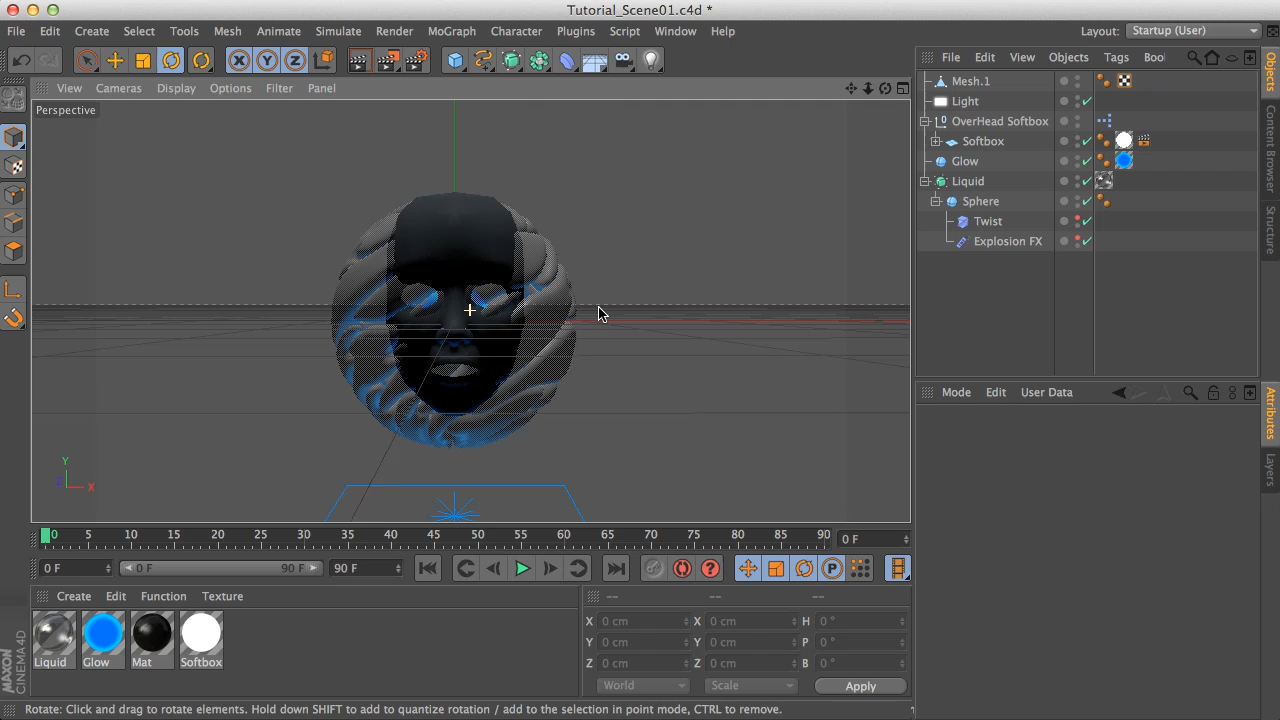 Tutorial_Scene01.c4d *
File Edit Create Select Tools Mesh Animate Simulate Render MoGraph Character Plugins Script Window Help
Layout: Startup (User)
View Cameras Display Options Filter Panel
Perspective
Y
X
0 5 10 15 20 25 30 35 40 45 50 55 60 65 70 75 80 85 90 0 F
0 F 0 F 90 F 90 F
P
Create Edit Function Texture
Liquid Glow Mat Softbox
-- -- --
X 0 cm X 0 cm H 0 °
Y 0 cm Y 0 cm P 0 °
Z 0 cm Z 0 cm B 0 °
World Scale Apply
MAXON
CINEMA4D
Rotate: Click and drag to rotate elements. Hold down SHIFT to add to quantize rotation / add to the selection in point mode, CTRL to remove.
File Edit View Objects Tags Boo
Mesh.1
Light
OverHead Softbox
Softbox
Glow
Liquid
Sphere
Twist
Explosion FX
Mode Edit User Data
Objects
Content Browser
Structure
Attributes
Layers